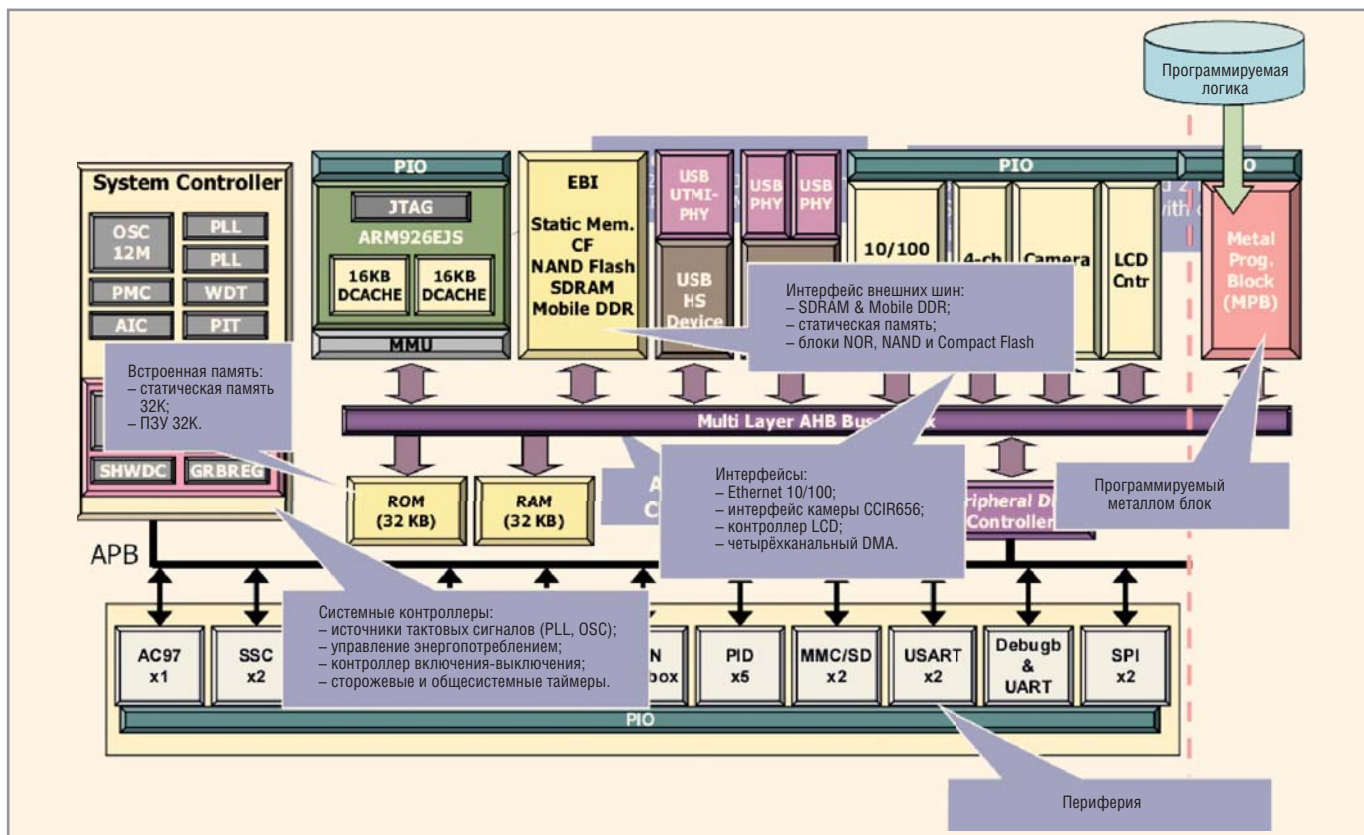 Программируемая
логика
System Controller
OSC
12M
PLL
PLL
PMC
WDT
AIC
PIT
SHWDC
GRBREG
PIO
JTAG
ARM926EJS
16KB
DCACHE
16KB
DCACHE
MMU
EBI
Static Mem.
CF
NAND Flash
SDRAM
Mobile DDR
USB
UTMI-
PHY
USB
HS
Device
USB
PHY
USB
PHY
PIO
10/100
4-ch
Camera
LCD
Cntr
Metal
Prog.
Block
(MPB)
Интерфейс внешних шин:
– SDRAM & Mobile DDR;
– статическая память;
– блоки NOR, NAND и Compact Flash
Встроенная память:
– статическая память
32К;
– ПЗУ 32К.
Multi Layer AHB Bus
ROM
(32 KB)
RAM
(32 KB)
Интерфейсы:
– Ethernet 10/100;
– интерфейс камеры CCIR656;
– контроллер LCD;
– четырёхканальный DMA.
Controller
Программируемый
металлом блок
APB
Системные контроллеры:
– источники тактовых сигналов (PLL, OSC);
– управление энергопотреблением;
– контроллер включения-выключения;
– сторожевые и общесистемные таймеры.
AC97
x1
SSC
x2
PID
x5
MMC/SD
x2
USART
x2
Debugb
&
UART
SPI
x2
PIO
Периферия